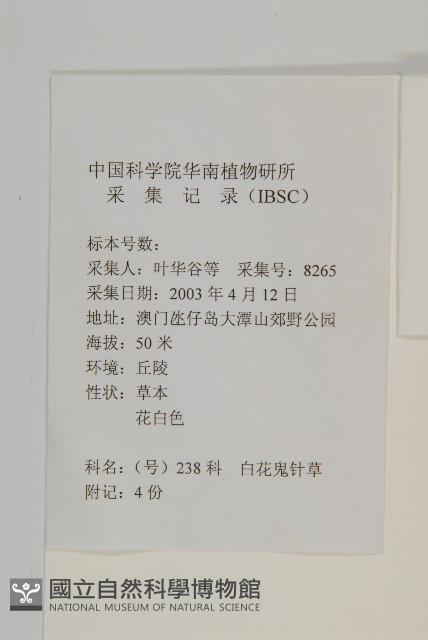 中国科学院华南植物研所
采 集 记 录（IBSC）
标本号数：
采集人：叶华谷等 采集号：8265
采集日期：2003 年 4 月 12 日
地址：澳门氹仔岛大潭山郊野公园
海拔：50 米
环境：丘陵
性状：草本
花白色
科名：（号）238 科 白花鬼针草
附记：4 份
國立自然科學博物館
NATIONAL MUSEUM OF NATURAL SCIENCE